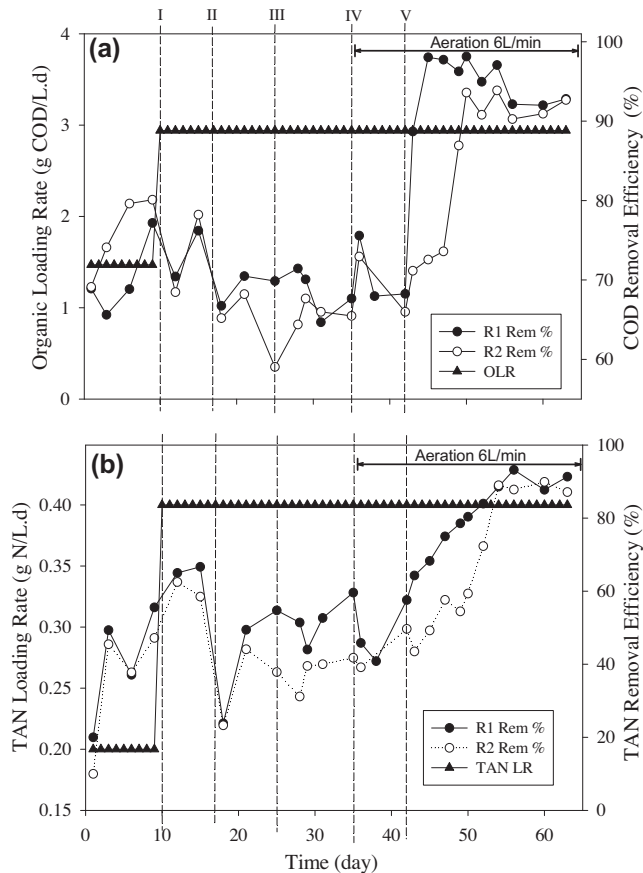 I II III IV V
Aeration 6L/min
(a)
Organic Loading Rate (g COD/L.d)
4
3
2
1
0
100
90
80
70
60
COD Removal Efficiency (%)
R1 Rem %
R2 Rem %
OLR
Aeration 6L/min
(b)
TAN Loading Rate (g N/L.d)
0.40
0.35
0.30
0.25
0.20
0.15
100
80
60
40
20
0
TAN Removal Efficiency (%)
R1 Rem %
R2 Rem %
TAN LR
0 10 20 30 40 50 60
Time (day)